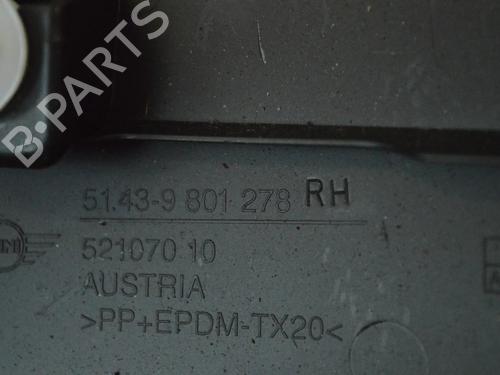 B-PARTS
51.43-9 801 278 RH
521070 10
AUSTRIA
>PP+EPDM-TX20<